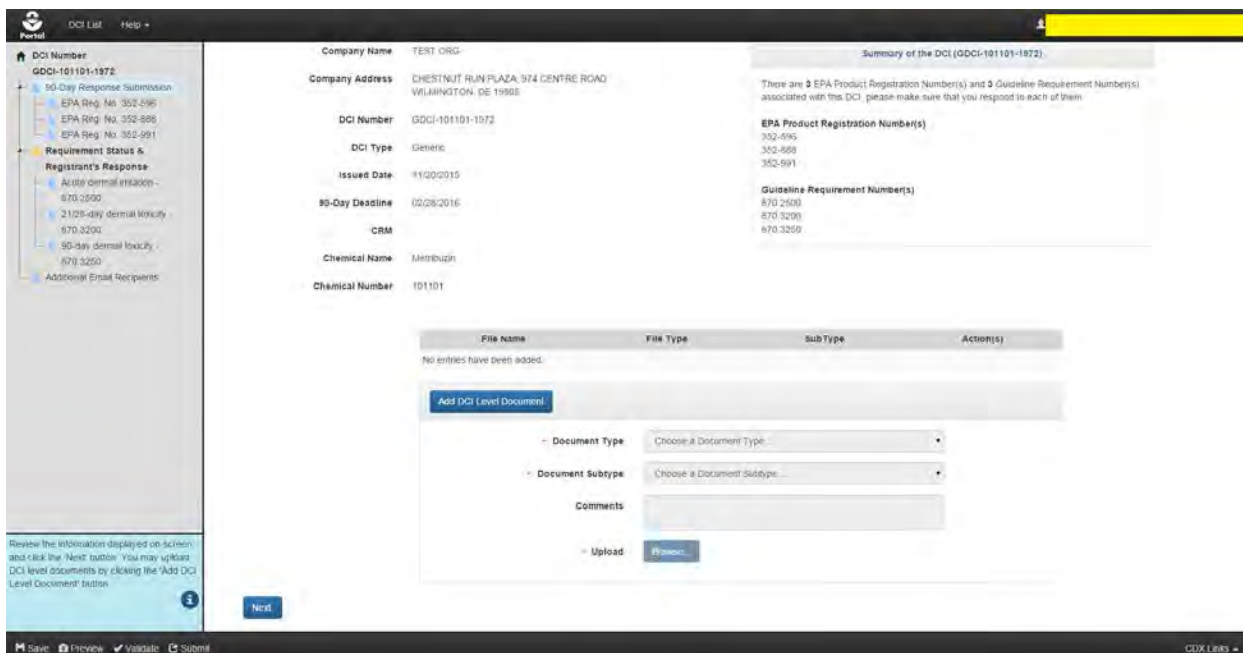 Portal
DCI List Help
DCI Number
GDCI-101101-1972
90-Day Response Submission
EPA Reg. No. 352-596
EPA Reg. No. 352-888
EPA Reg. No. 352-991
Requirement Status &
Registrant's Response
Acute dermal irritation -
870.2500
21/28-day dermal toxicity -
870.3200
90-day dermal toxicity -
870.3250
Additional Email Recipients
Review the information displayed on-screen
and click the 'Next' button. You may upload
DCI level documents by clicking the 'Add DCI
Level Document' button
Company Name TEST ORG
Company Address CHESTNUT RUN PLAZA, 974 CENTRE ROAD
WILMINGTON, DE 19805
DCI Number GDCI-101101-1972
DCI Type Generic
Issued Date 11/20/2015
90-Day Deadline 02/28/2016
CRM
Chemical Name Metribuzin
Chemical Number 101101
Summary of the DCI (GDCI-101101-1972)
There are 3 EPA Product Registration Number(s) and 3 Guideline Requirement Number(s)
associated with this DCI, please make sure that you respond to each of them
EPA Product Registration Number(s)
352-596
352-888
352-991
Guideline Requirement Number(s)
870.2500
870.3200
870.3250
File Name File Type SubType Action(s)
No entries have been added.
Add DCI Level Document
- Document Type Choose a Document Type...
- Document Subtype Choose a Document Subtype...
Comments
- Upload Browse...
Next
Save Preview Validate Submit
CDX Links